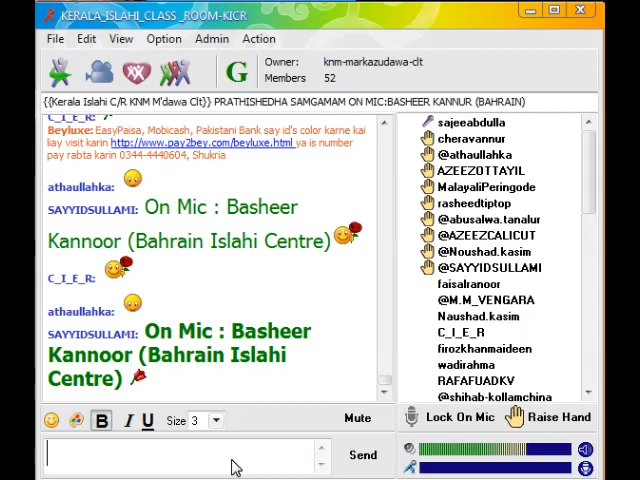 KERALA_ISLAHI_CLASS_ROOM-KICR
File Edit View Option Admin Action
G
Owner: knm-markazudawa-clt
Members 52
{{Kerala Islahi C/R KNM M'dawa Clt}} PRATHISHEDHA SAMGAMAM ON MIC:BASHEER KANNUR (BAHRAIN)
C_I_E_R:
Beyluxe: EasyPaisa, Mobicash, Pakistani Bank say id's color karne kai
liay visit karin http://www.pay2bey.com/beyluxe.html ya is number
pay rabta karin 0344-4440604, Shukria
athaullahka:
SAYYIDSULLAMI: On Mic : Basheer
Kannoor (Bahrain Islahi Centre)
C_I_E_R:
athaullahka:
SAYYIDSULLAMI: On Mic : Basheer
Kannoor (Bahrain Islahi
Centre)
sajeeabdulla
cheravannur
@athaullahka
AZEEZOTTAYIL
MalayaliPeringode
rasheedtiptop
@abusalwa.tanalur
@AZEEZCALICUT
@Noushad.kasim
@SAYYIDSULLAMI
faisalranoor
@M.M_VENGARA
Naushad.kasim
C_I_E_R
firozkhanmaideen
wadirahma
RAFAFUADKV
@shihab-kollamchina
B I U Size 3 Mute
Lock On Mic Raise Hand
Send